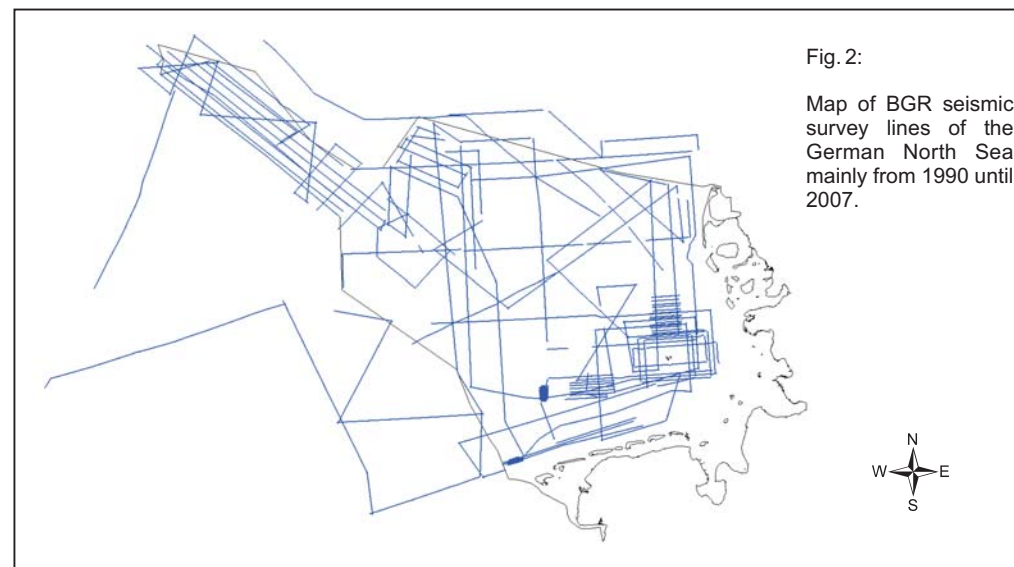 Fig. 2:
Map of BGR seismic
survey lines of the
German North Sea
mainly from 1990 until
2007.
N
W E
S